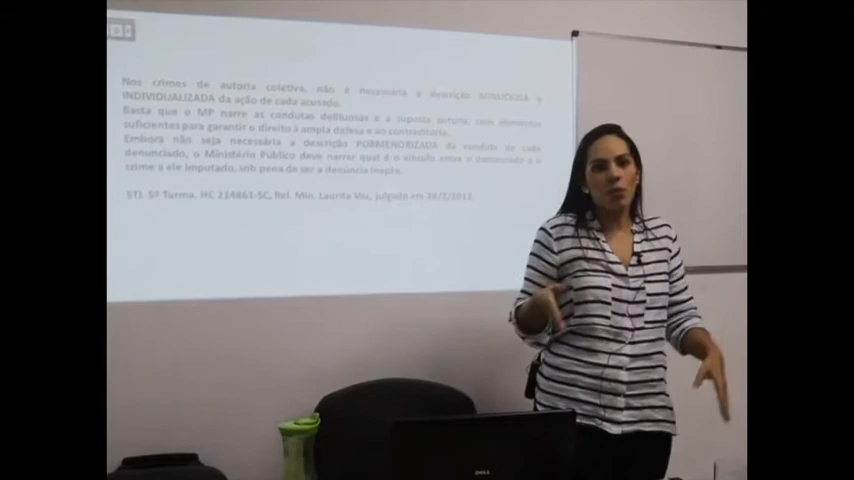 Nos crimes de autoria coletiva, não é necessária a descrição MINUCIOSA e
INDIVIDUALIZADA da ação de cada acusado.
Basta que o MP narre as condutas delituosas e a suposta autoria, com elementos
suficientes para garantir o direito à ampla defesa e ao contraditório.
Embora não seja necessária a descrição PORMENORIZADA da conduta de cada
denunciado, o Ministério Público deve narrar qual é o vínculo entre o denunciado e o
crime a ele imputado, sob pena de ser a denúncia inepta.
STJ. 5ª Turma. HC 214861-SC, Rel. Min. Laurita Vaz, julgado em 28/2/2012.